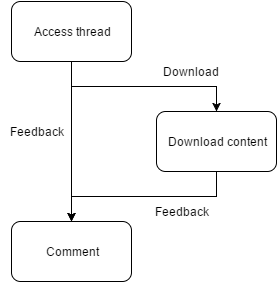 Access thread
Download
Feedback
Download content
Feedback
Comment